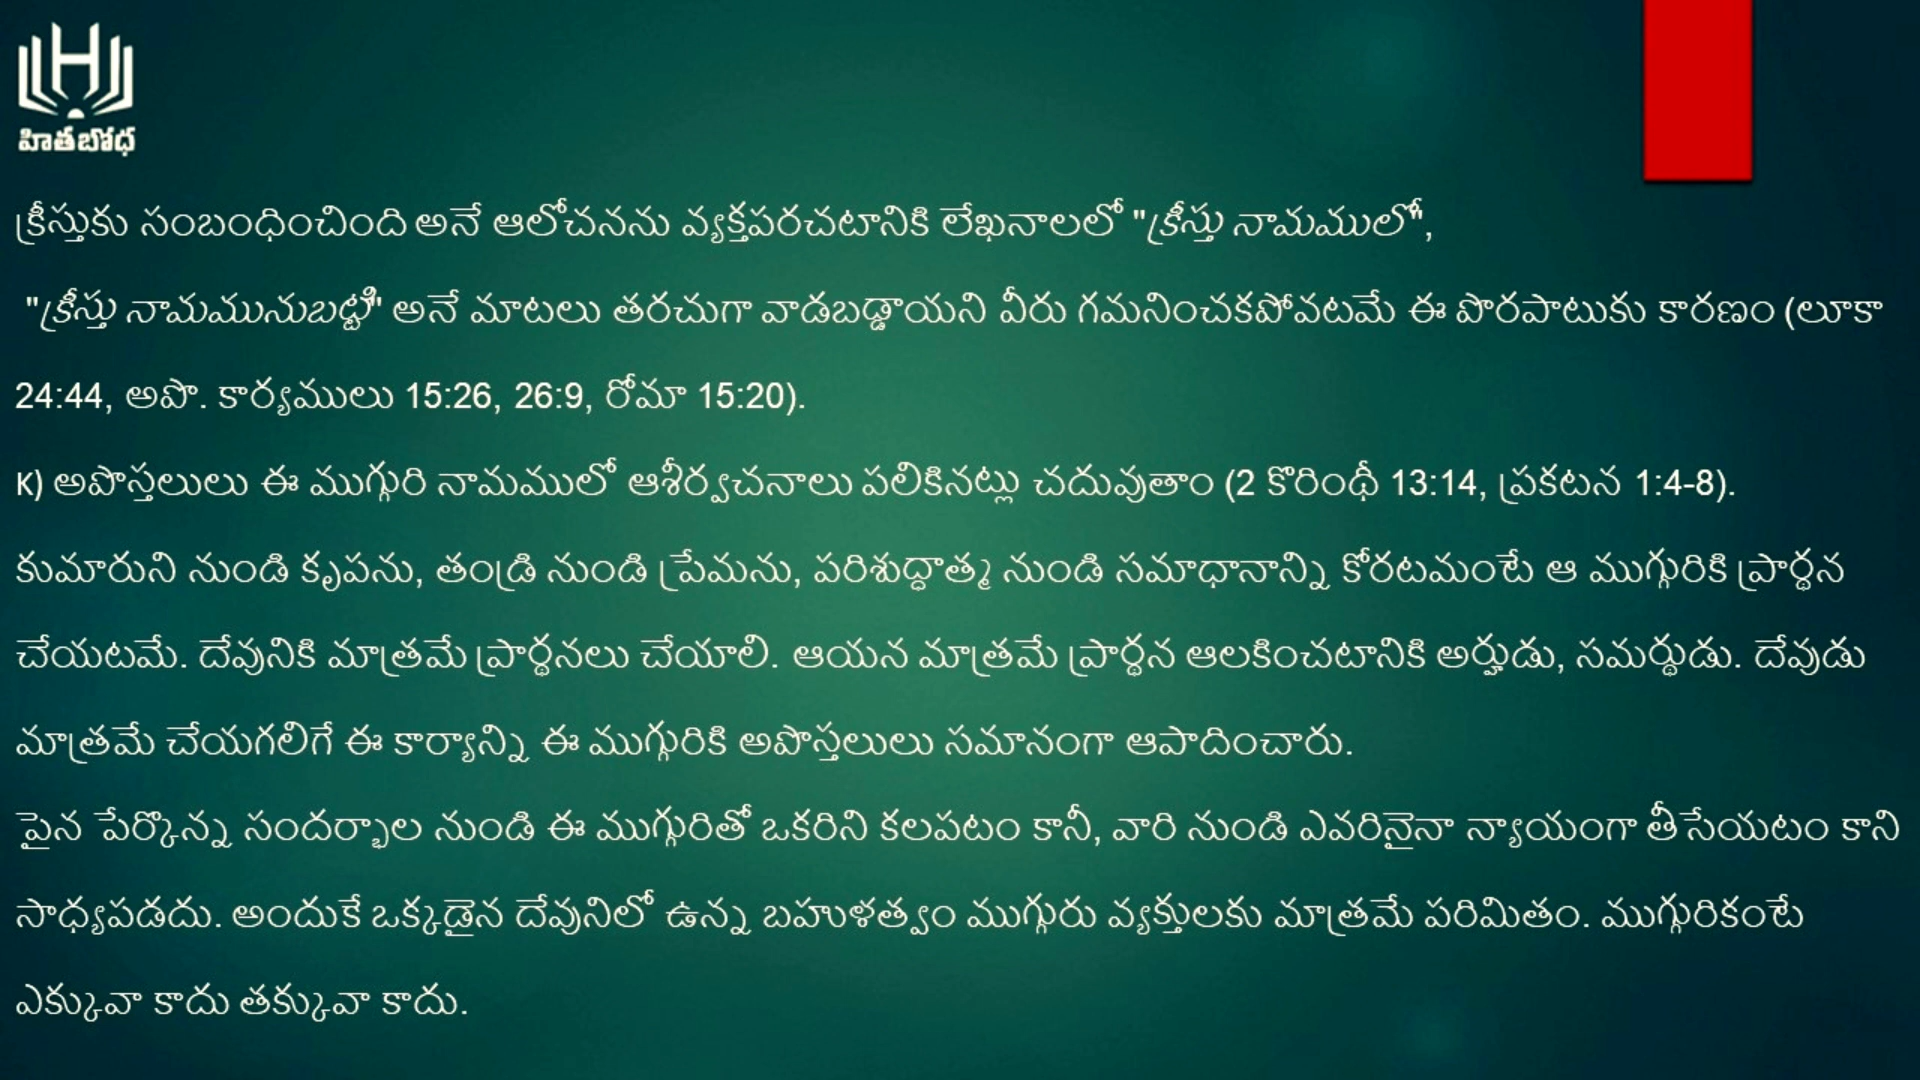 హితబోధ
క్రీస్తుకు సంబంధించింది అనే ఆలోచనను వ్యక్తపరచటానికి లేఖనాలలో "క్రీస్తు నామములో",
"క్రీస్తు నామమునుబట్టి" అనే మాటలు తరచుగా వాడబడ్డాయని వీరు గమనించకపోవటమే ఈ పొరపాటుకు కారణం (లూకా
24:44, అపొ. కార్యములు 15:26, 26:9, రోమా 15:20).
K) అపొస్తలులు ఈ ముగ్గురి నామములో ఆశీర్వచనాలు పలికినట్లు చదువుతాం (2 కొరింథీ 13:14, ప్రకటన 1:4-8).
కుమారుని నుండి కృపను, తండ్రి నుండి ప్రేమను, పరిశుద్ధాత్మ నుండి సమాధానాన్ని కోరటమంటే ఆ ముగ్గురికి ప్రార్థన
చేయటమే. దేవునికి మాత్రమే ప్రార్థనలు చేయాలి. ఆయన మాత్రమే ప్రార్థన ఆలకించటానికి అర్హుడు, సమర్థుడు. దేవుడు
మాత్రమే చేయగలిగే ఈ కార్యాన్ని ఈ ముగ్గురికి అపొస్తలులు సమానంగా ఆపాదించారు.
పైన పేర్కొన్న సందర్భాల నుండి ఈ ముగ్గురితో ఒకరిని కలపటం కానీ, వారి నుండి ఎవరినైనా న్యాయంగా తీసేయటం కాని
సాధ్యపడదు. అందుకే ఒక్కడైన దేవునిలో ఉన్న బహుళత్వం ముగ్గురు వ్యక్తులకు మాత్రమే పరిమితం. ముగ్గురికంటే
ఎక్కువా కాదు తక్కువా కాదు.